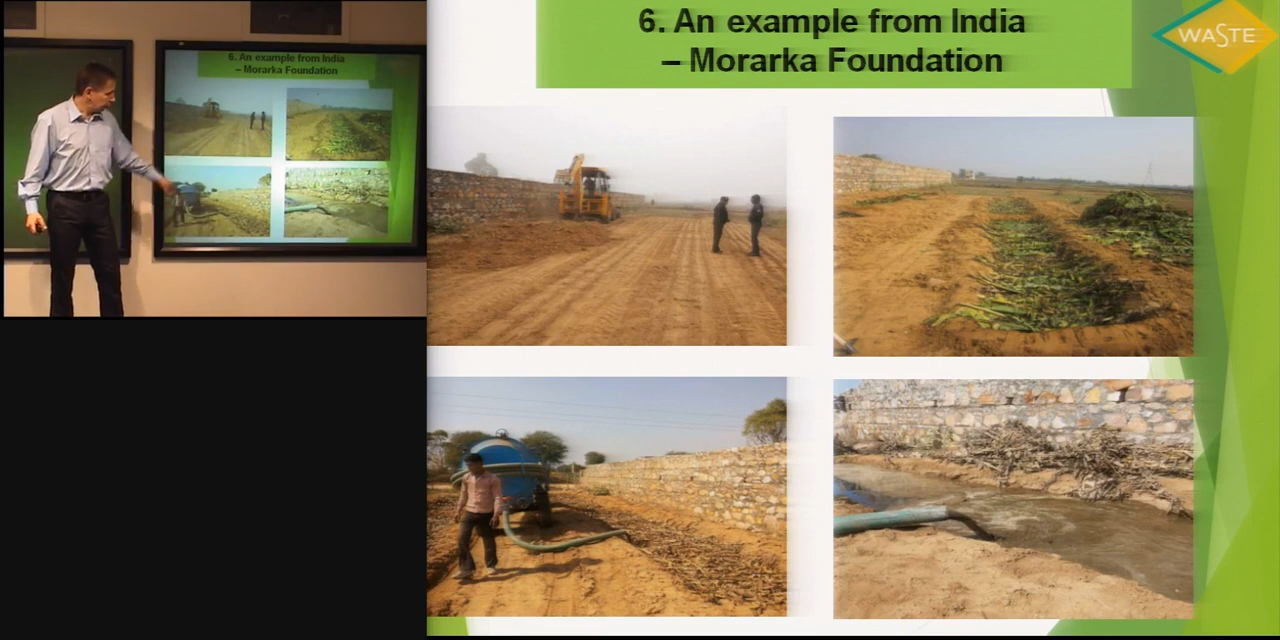 6. An example from India
– Morarka Foundation
WASTE
6. An example from India
– Morarka Foundation